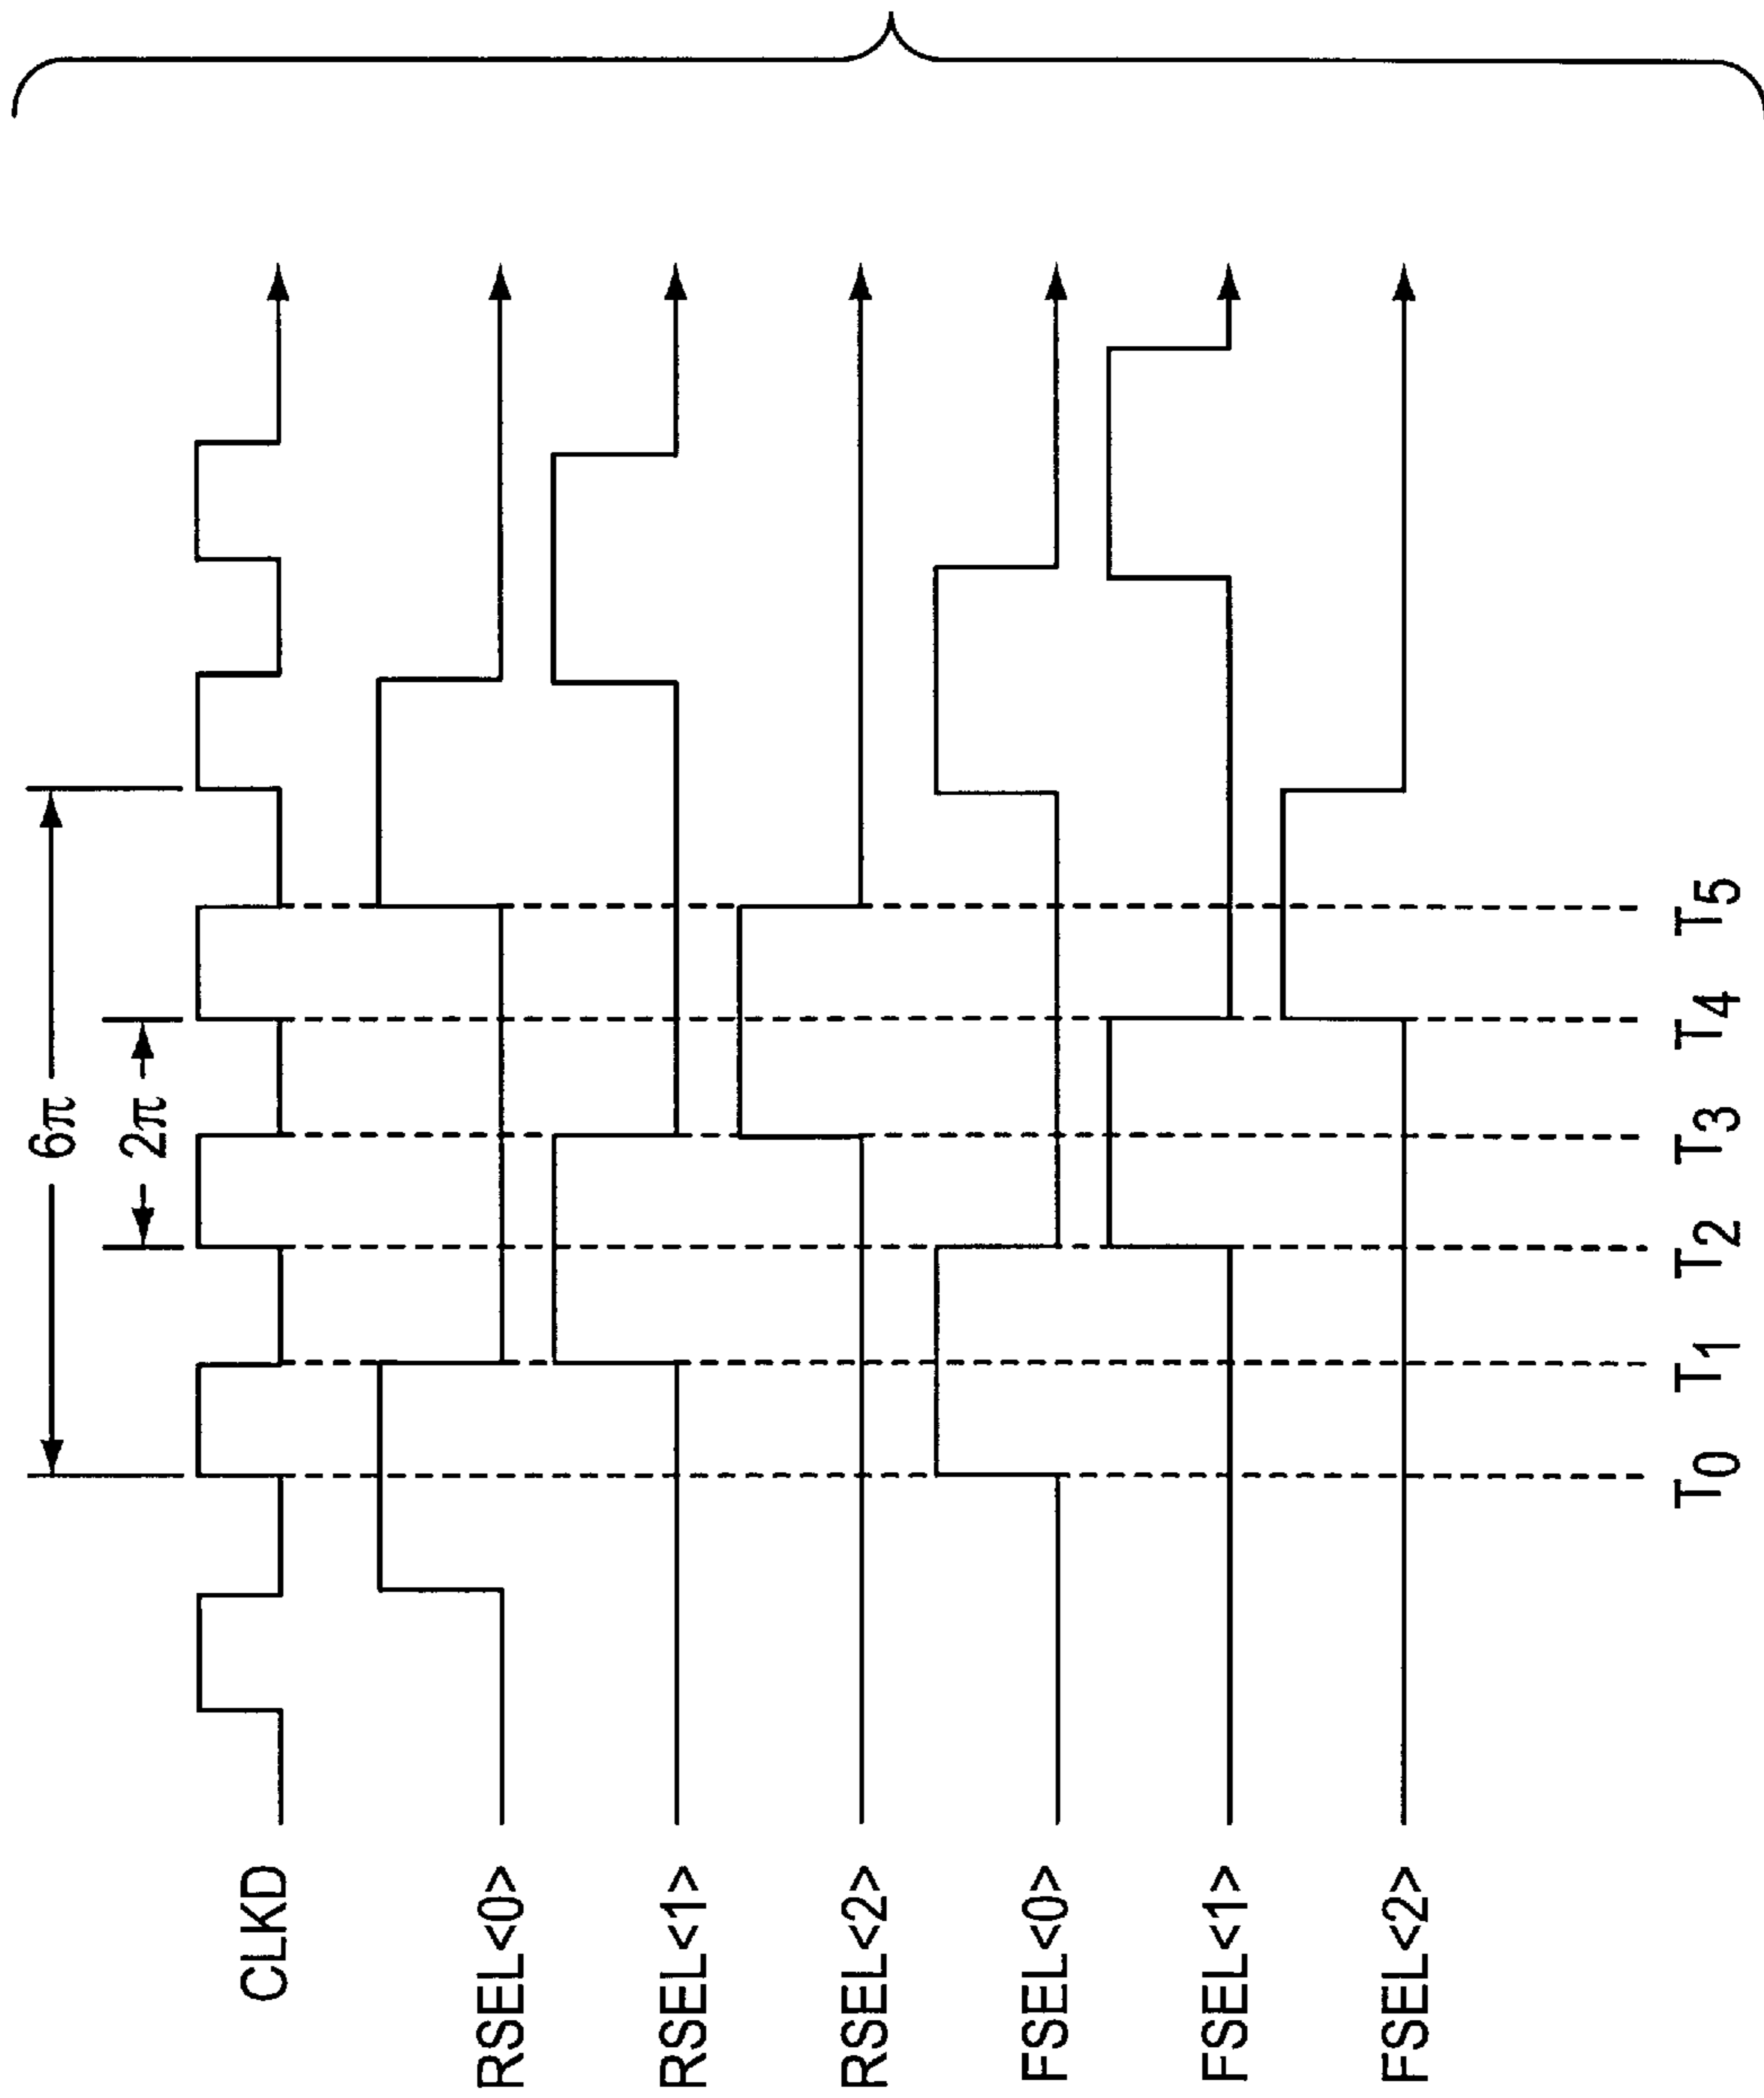 6π
2π
CLKD
RSEL<0>
RSEL<1>
RSEL<2>
FSEL<0>
FSEL<1>
FSEL<2>
T0 T1 T2 T3 T4 T5